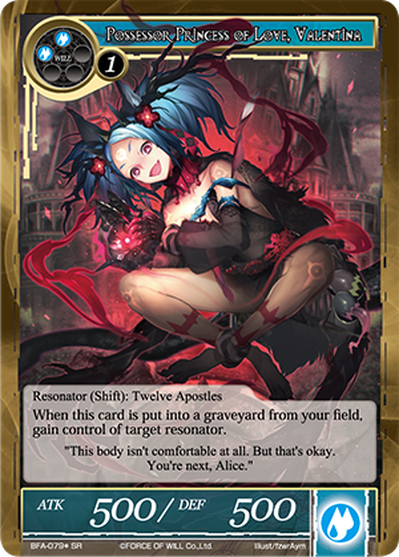 Possessor Princess of Love, Valentina
WILL
1
Resonator (Shift): Twelve Apostles
When this card is put into a graveyard from your field,
gain control of target resonator.
"This body isn't comfortable at all. But that's okay.
You're next, Alice."
ATK 500/ DEF 500
BFA-079* SR ©FORCE OF WILL Co.,Ltd. Illust/fzwrAym